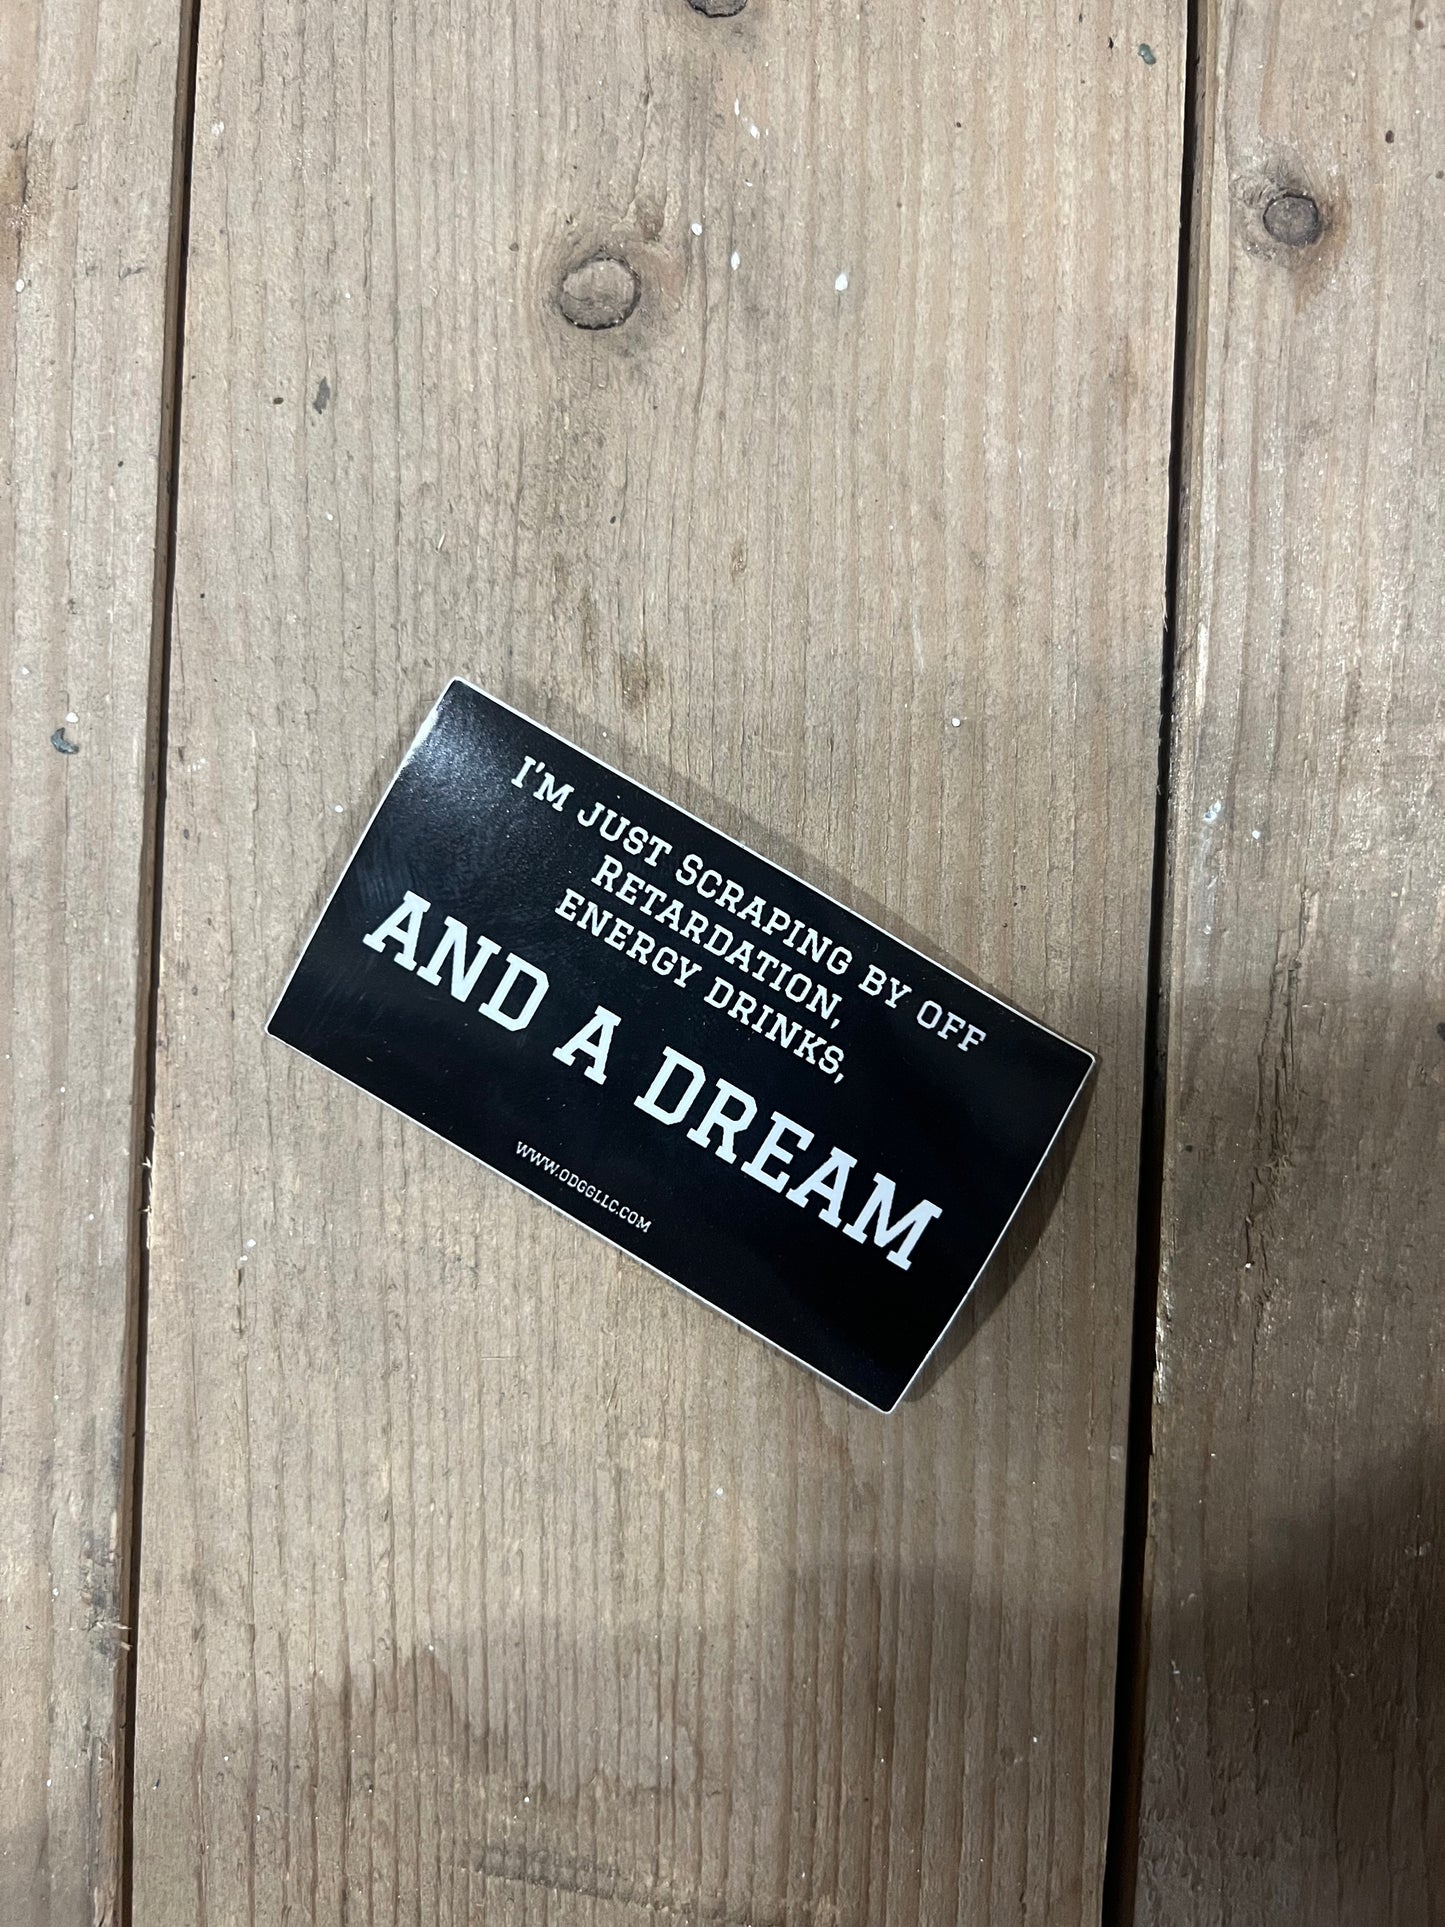 I'm just Scraping by off
Retardation,
energy drinks,
AND A DREAM
www.odggllc.com